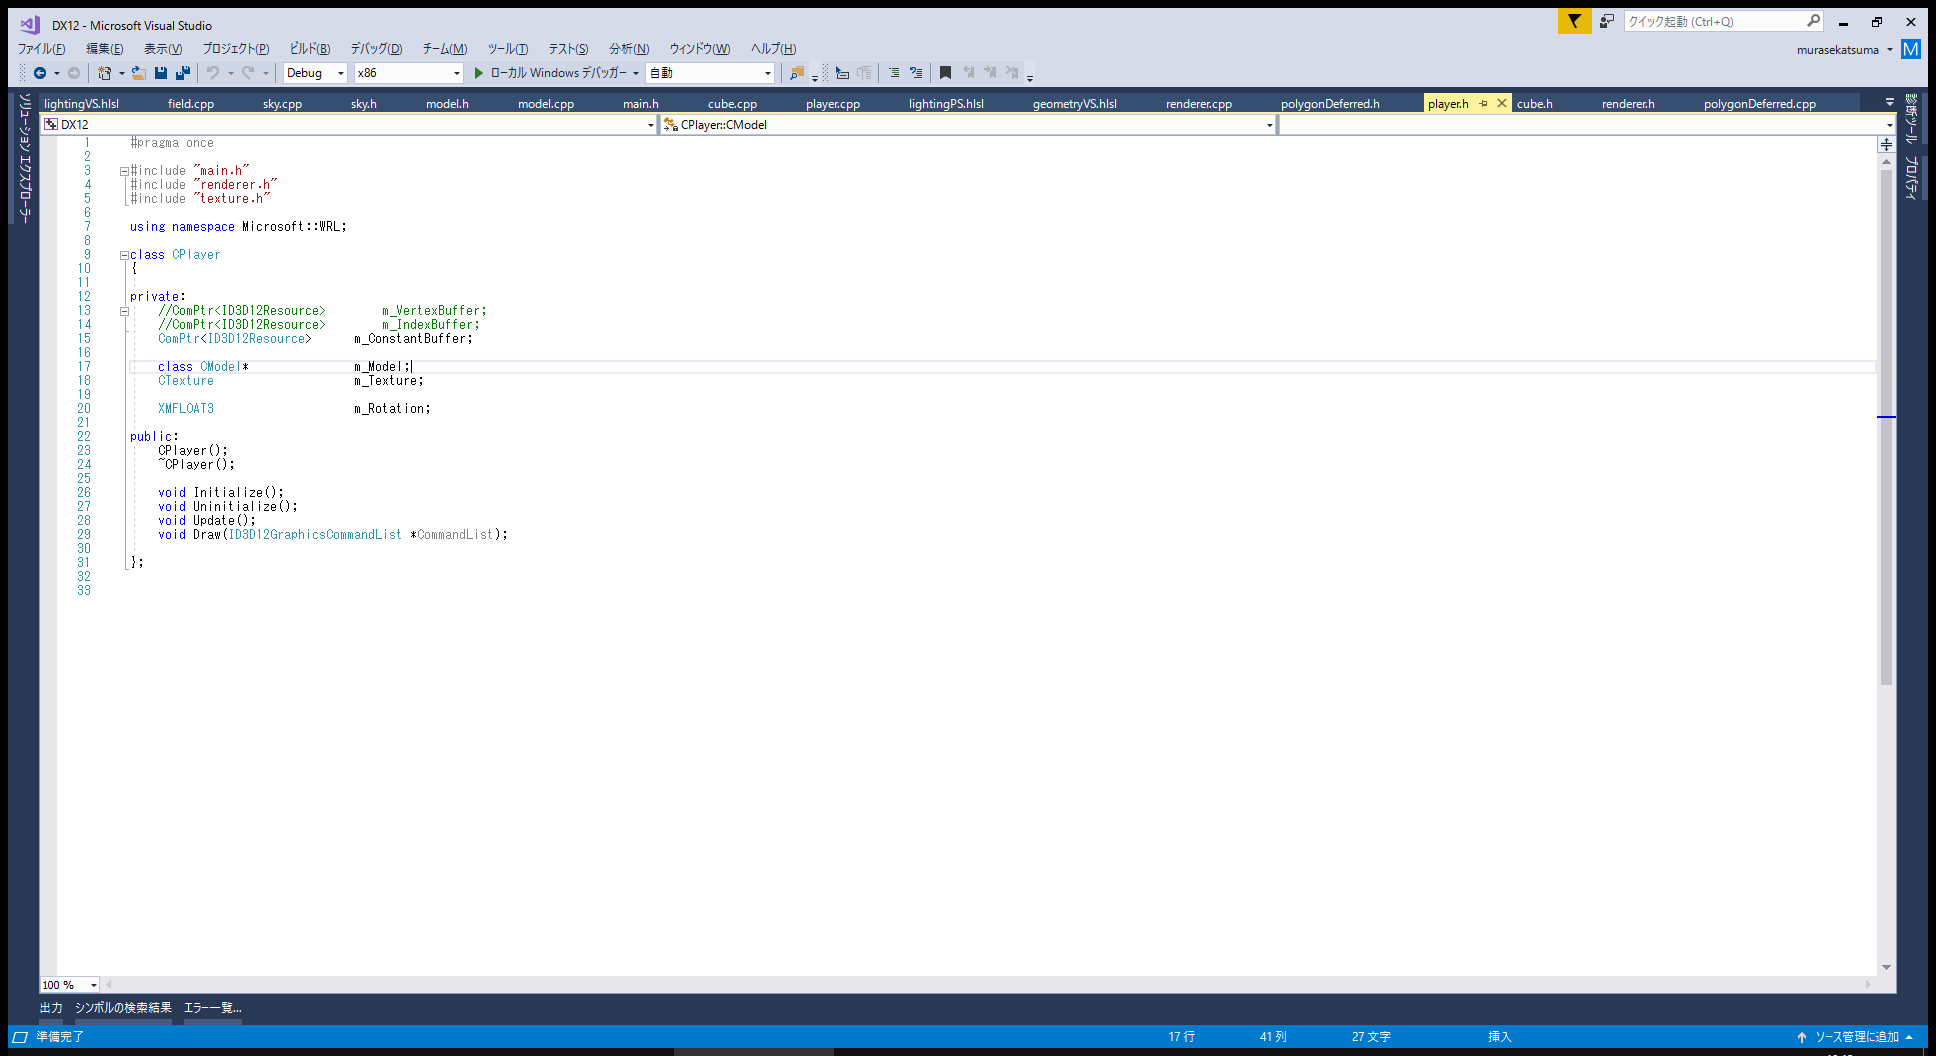 DX12 - Microsoft Visual Studio
クイック起動 (Ctrl+Q)
ファイル(F) 編集(E) 表示(V) プロジェクト(P) ビルド(B) デバッグ(D) チーム(M) ツール(T) テスト(S) 分析(N) ウィンドウ(W) ヘルプ(H)
murasekatsuma M
Debug x86 ローカル Windows デバッガー 自動
lightingVS.hlsl field.cpp sky.cpp sky.h model.h model.cpp main.h cube.cpp player.cpp lightingPS.hlsl geometryVS.hlsl renderer.cpp polygonDeferred.h player.h cube.h renderer.h polygonDeferred.cpp
ソリューション エクスプローラー
診断ツール
プロパティ
DX12 CPlayer::CModel
1 #pragma once
2
3 #include "main.h"
4 #include "renderer.h"
5 #include "texture.h"
6
7 using namespace Microsoft::WRL;
8
9 class CPlayer
10 {
11
12 private:
13 //ComPtr<ID3D12Resource> m_VertexBuffer;
14 //ComPtr<ID3D12Resource> m_IndexBuffer;
15 ComPtr<ID3D12Resource> m_ConstantBuffer;
16
17 class CModel* m_Model;
18 CTexture m_Texture;
19
20 XMFLOAT3 m_Rotation;
21
22 public:
23 CPlayer();
24 ~CPlayer();
25
26 void Initialize();
27 void Uninitialize();
28 void Update();
29 void Draw(ID3D12GraphicsCommandList *CommandList);
30
31 };
32
33
100 %
出力 シンボルの検索結果 エラー一覧...
準備完了 17 行 41 列 27 文字 挿入 ソース管理に追加